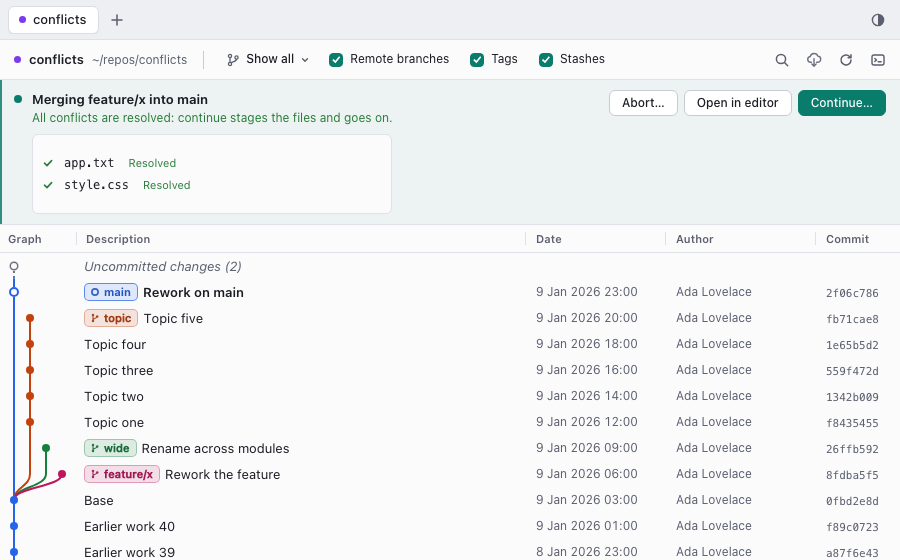 conflicts
conflicts ~/repos/conflicts Show all Remote branches Tags Stashes
Merging feature/x into main Abort... Open in editor Continue...
All conflicts are resolved: continue stages the files and goes on.
app.txt Resolved
style.css Resolved
Graph Description Date Author Commit
Uncommitted changes (2)
main Rework on main 9 Jan 2026 23:00 Ada Lovelace 2f06c786
topic Topic five 9 Jan 2026 20:00 Ada Lovelace fb71cae8
Topic four 9 Jan 2026 18:00 Ada Lovelace 1e65b5d2
Topic three 9 Jan 2026 16:00 Ada Lovelace 559f472d
Topic two 9 Jan 2026 14:00 Ada Lovelace 1342b009
Topic one 9 Jan 2026 12:00 Ada Lovelace f8435455
wide Rename across modules 9 Jan 2026 09:00 Ada Lovelace 26ffb592
feature/x Rework the feature 9 Jan 2026 06:00 Ada Lovelace 8fdba5f5
Base 9 Jan 2026 03:00 Ada Lovelace 0fbd2e8d
Earlier work 40 9 Jan 2026 01:00 Ada Lovelace f89c0723
Earlier work 39 8 Jan 2026 23:00 Ada Lovelace a87f6e43